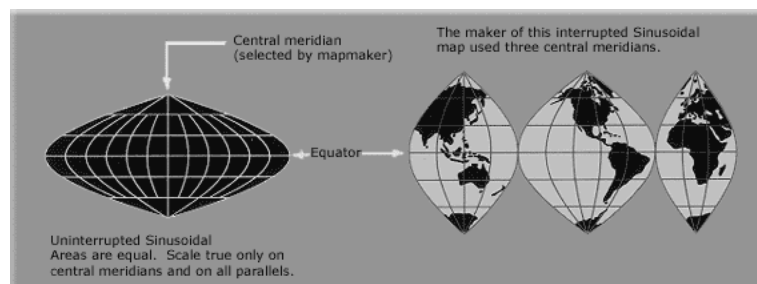 Central meridian
(selected by mapmaker)
The maker of this interrupted Sinusoidal
map used three central meridians.
Equator
Uninterrupted Sinusoidal
Areas are equal.  Scale true only on
central meridians and on all parallels.